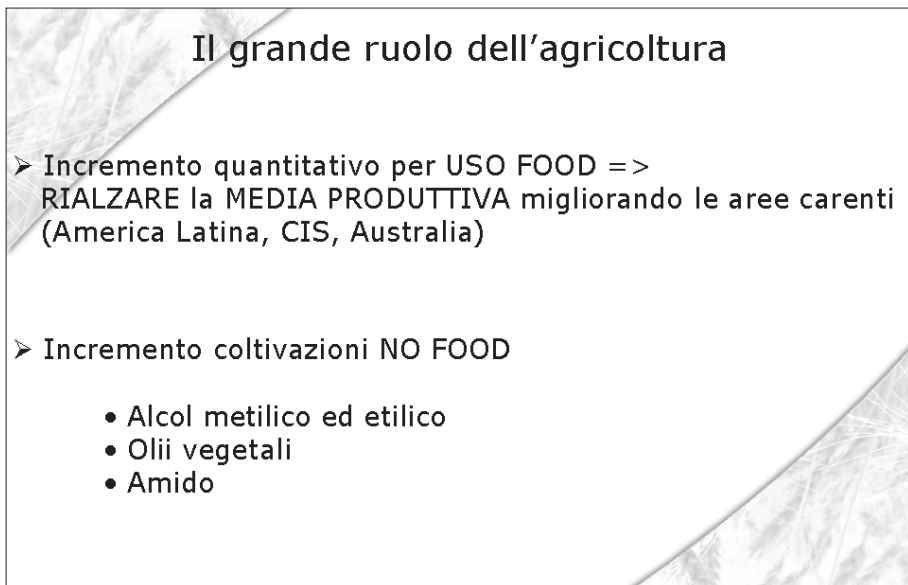 Il grande ruolo dell'agricoltura
➢ Incremento quantitativo per USO FOOD =>
RIALZARE la MEDIA PRODUTTIVA migliorando le aree carenti
(America Latina, CIS, Australia)
➢ Incremento coltivazioni NO FOOD
• Alcol metilico ed etilico
• Olii vegetali
• Amido